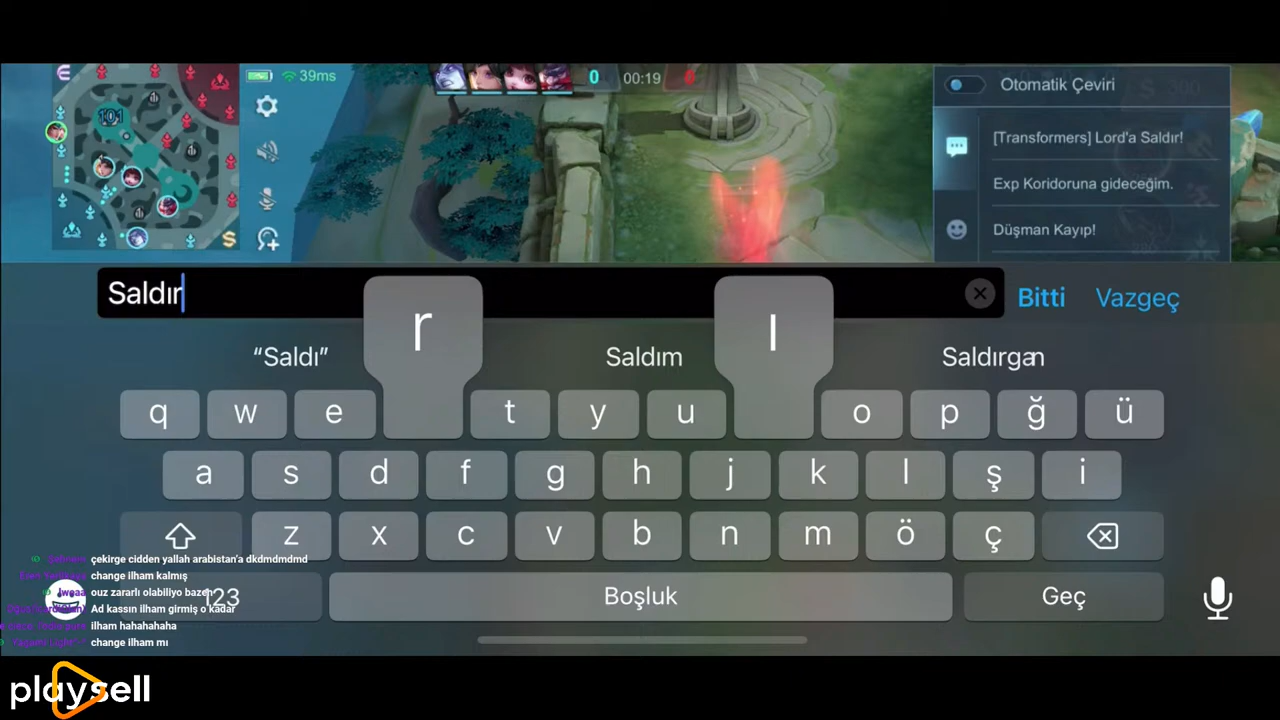 39ms
0
00:19
0
Otomatik Çeviri
[Transformers] Lord'a Saldır!
Exp Koridoruna gideceğim.
Düşman Kayıp!
Saldır
Bitti
Vazgeç
r
ı
“Saldı”
Saldım
Saldırgan
q w e t y u o p ğ ü
a s d f g h j k l ş i
z x c v b n m ö ç
123
Boşluk
Geç
çekirge cidden yallah arabistan'a dkdmdmdmd
change ilham kalmış
ouz zararlı olabiliyo bazen
Ad kassın ilham girmiş o kadar
ilham hahahahaha
change ilham mı
playsell